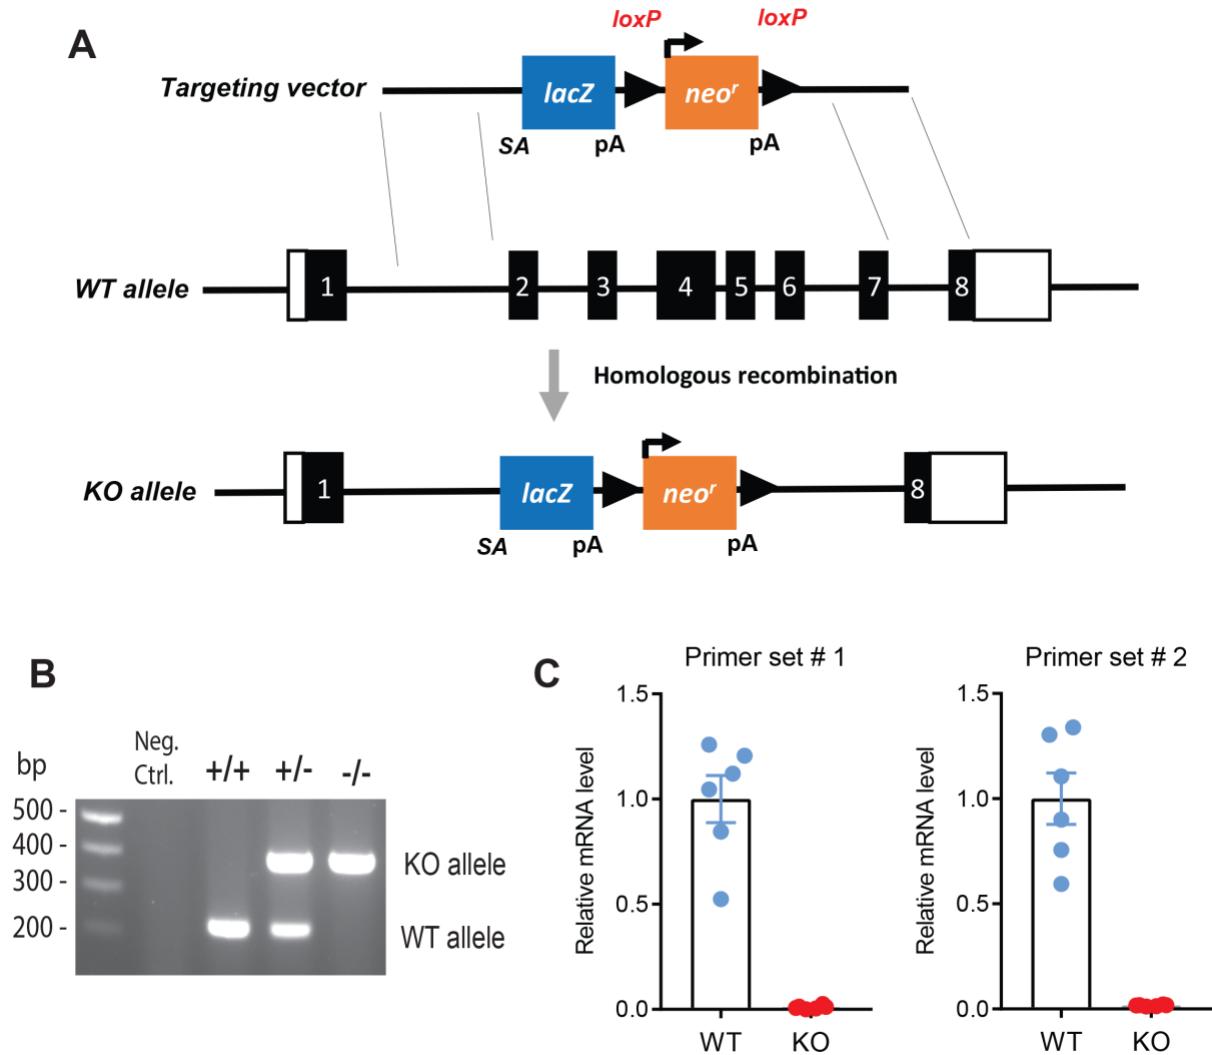 A
loxP loxP
Targeting vector
lacZ
neoʳ
SA pA pA
WT allele
1 2 3 4 5 6 7 8
Homologous recombination
KO allele
1 lacZ neoʳ 8
SA pA pA
B
bp
Neg.
Ctrl.
+/+ +/- -/-
500 -
400 -
300 -
200 -
KO allele
WT allele
C
Primer set # 1
Relative mRNA level
1.5
1.0
0.5
0.0
WT KO
Primer set # 2
Relative mRNA level
1.5
1.0
0.5
0.0
WT KO